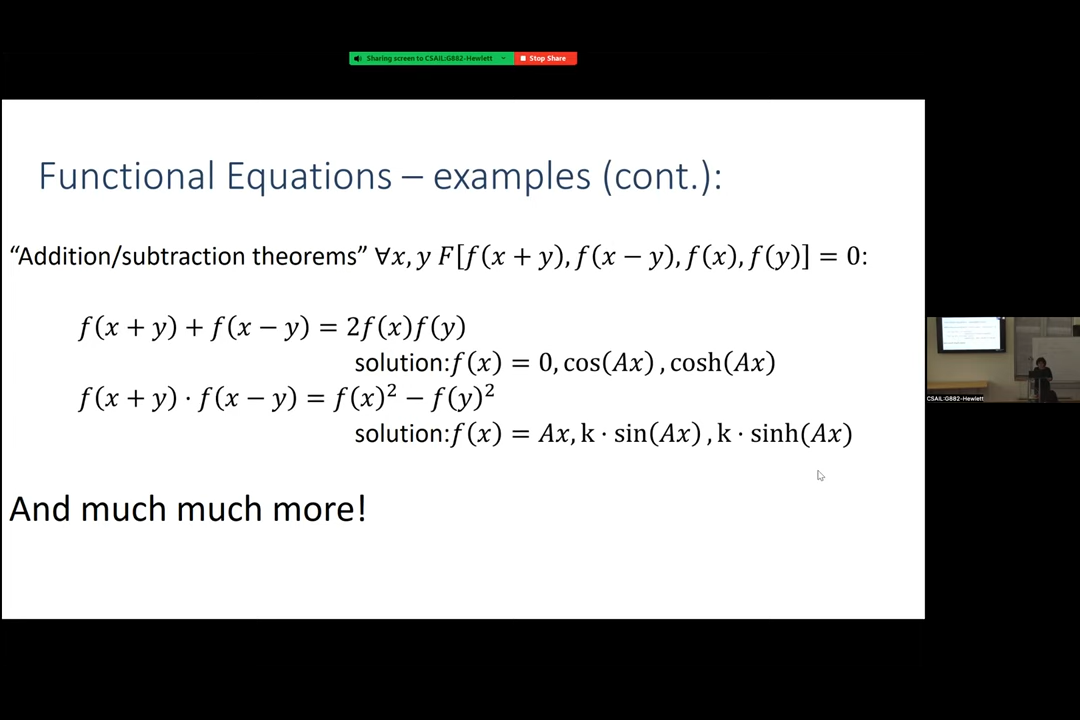 Sharing screen to CSAIL:G882-Hewlett
Stop Share
Functional Equations – examples (cont.):
“Addition/subtraction theorems” ∀x, y F[f(x + y), f(x − y), f(x), f(y)] = 0:
f(x + y) + f(x − y) = 2f(x)f(y)
solution:f(x) = 0, cos(Ax) , cosh(Ax)
f(x + y) · f(x − y) = f(x)² − f(y)²
solution:f(x) = Ax, k · sin(Ax) , k · sinh(Ax)
And much much more!
CSAIL:G882-Hewlett